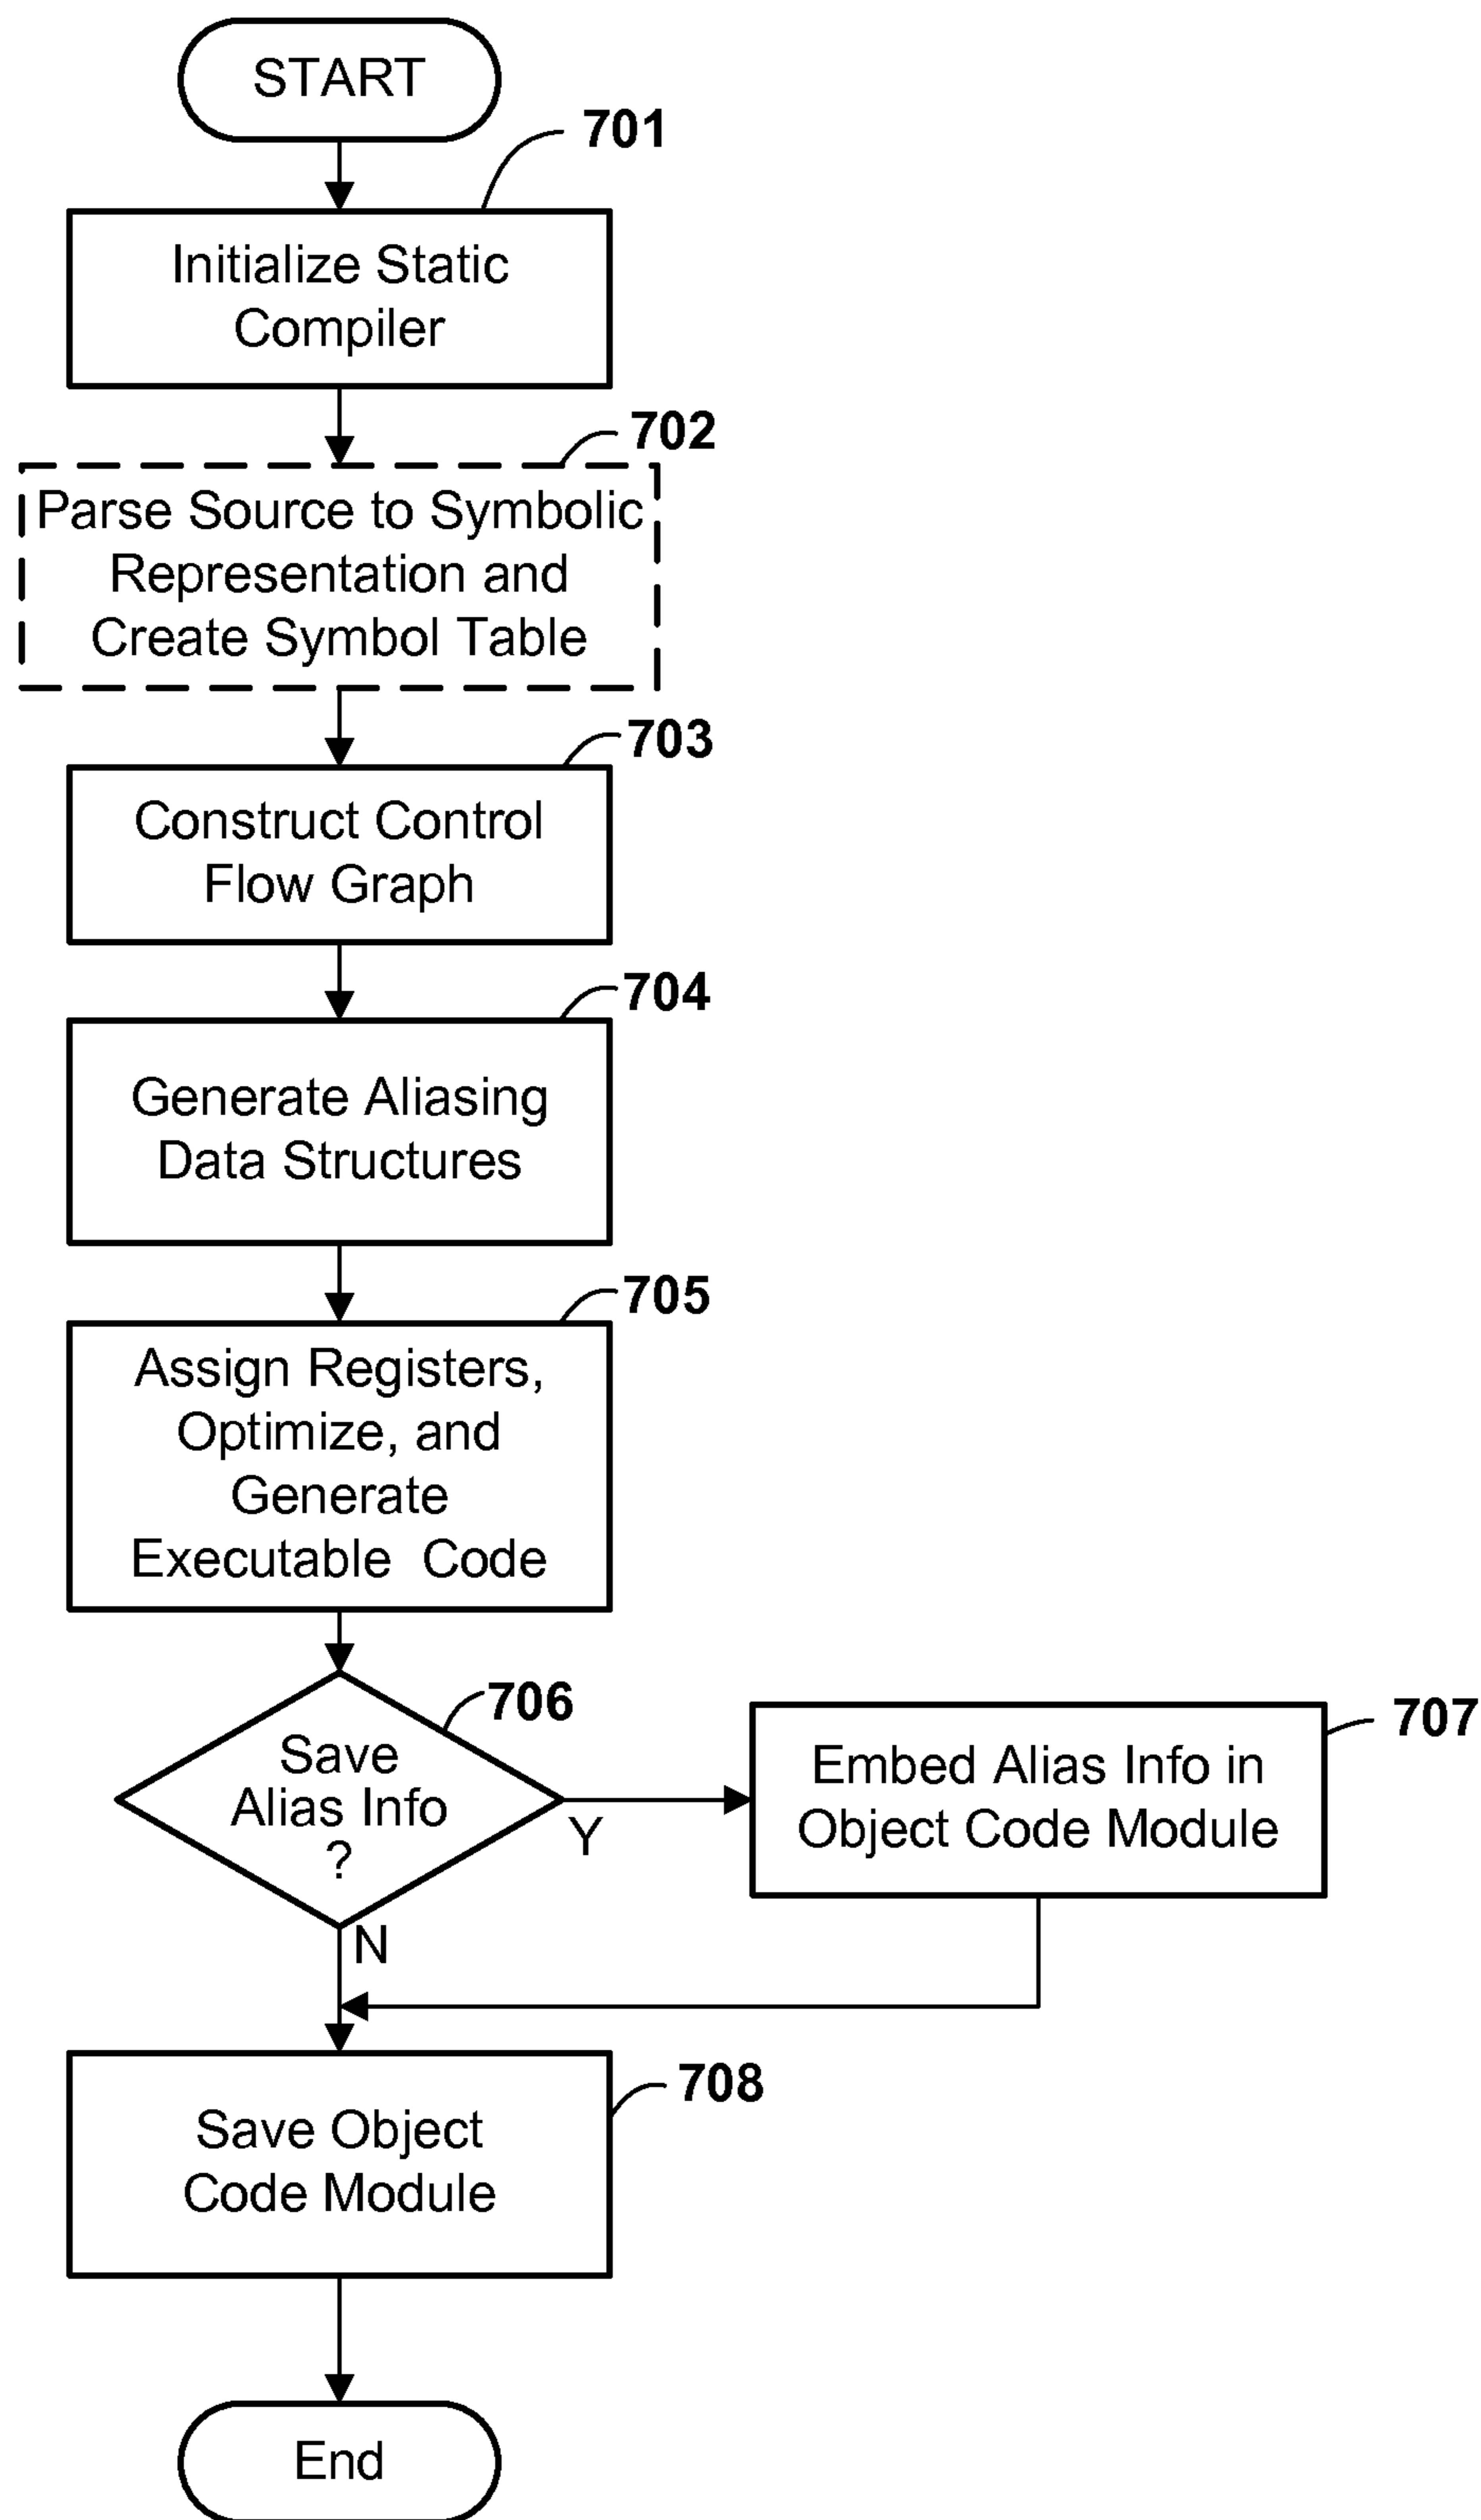 START
701
Initialize Static
Compiler
702
Parse Source to Symbolic
Representation and
Create Symbol Table
703
Construct Control
Flow Graph
704
Generate Aliasing
Data Structures
705
Assign Registers,
Optimize, and
Generate
Executable Code
706
Save
Alias Info
?
Y
N
707
Embed Alias Info in
Object Code Module
708
Save Object
Code Module
End